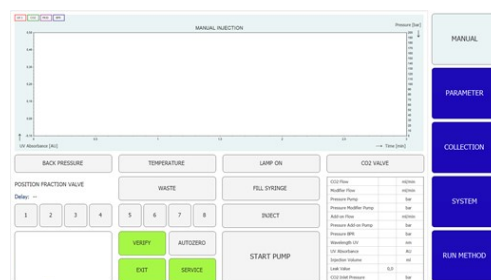 MANUAL INJECTION
Pressure [bar]
UV Absorbance [AU]
Time [min]
BACK PRESSURE
TEMPERATURE
LAMP ON
CO2 VALVE
POSITION FRACTION VALVE
Delay: --
WASTE
FILL SYRINGE
1 2 3 4 5 6 7 8
INJECT
VERIFY
AUTOZERO
START PUMP
EXIT
SERVICE
CO2 Flow ml/min
Modifier Flow ml/min
Pressure Pump bar
Pressure Modifier Pump bar
Add on Flow ml/min
Pressure Add on Pump bar
Pressure BPR bar
Wavelength UV nm
UV Absorbance AU
Injection Volume ml
Leak Value 0,0
CO2 Inlet Pressure bar
MANUAL
PARAMETER
COLLECTION
SYSTEM
RUN METHOD